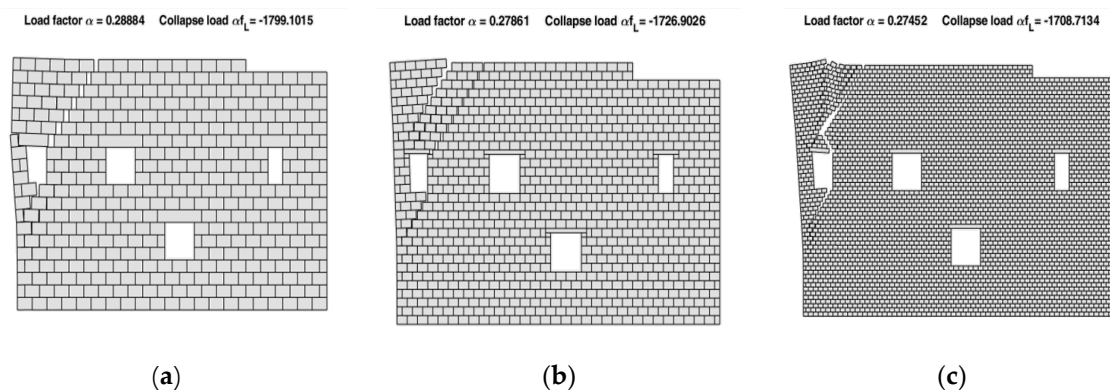 Load factor α = 0.28884 Collapse load αf_L = -1799.1015
Load factor α = 0.27861 Collapse load αf_L = -1726.9026
Load factor α = 0.27452 Collapse load αf_L = -1708.7134
(a)
(b)
(c)